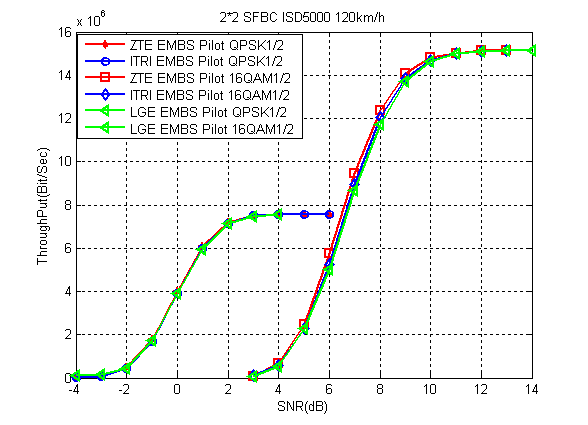 2*2 SFBC ISD5000 120km/h
x 10^6
16
14
12
10
8
6
4
2
0
ThroughPut(Bit/Sec)
ZTE EMBS Pilot QPSK1/2
ITRI EMBS Pilot QPSK1/2
ZTE EMBS Pilot 16QAM1/2
ITRI EMBS Pilot 16QAM1/2
LGE EMBS Pilot QPSK1/2
LGE EMBS Pilot 16QAM1/2
-4 -2 0 2 4 6 8 10 12 14
SNR(dB)